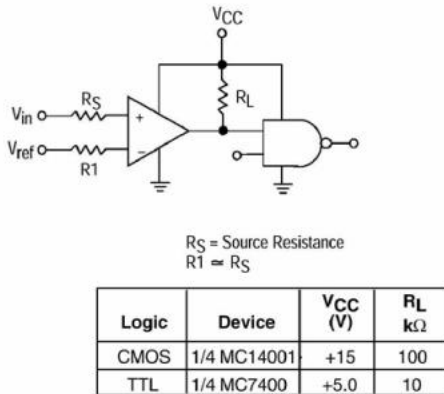 VCC
RS
Vin
+
RL
Vref
−
R1
RS = Source Resistance
R1 ≃ RS
Logic Device VCC (V) RL kΩ
CMOS 1/4 MC14001 +15 100
TTL 1/4 MC7400 +5.0 10